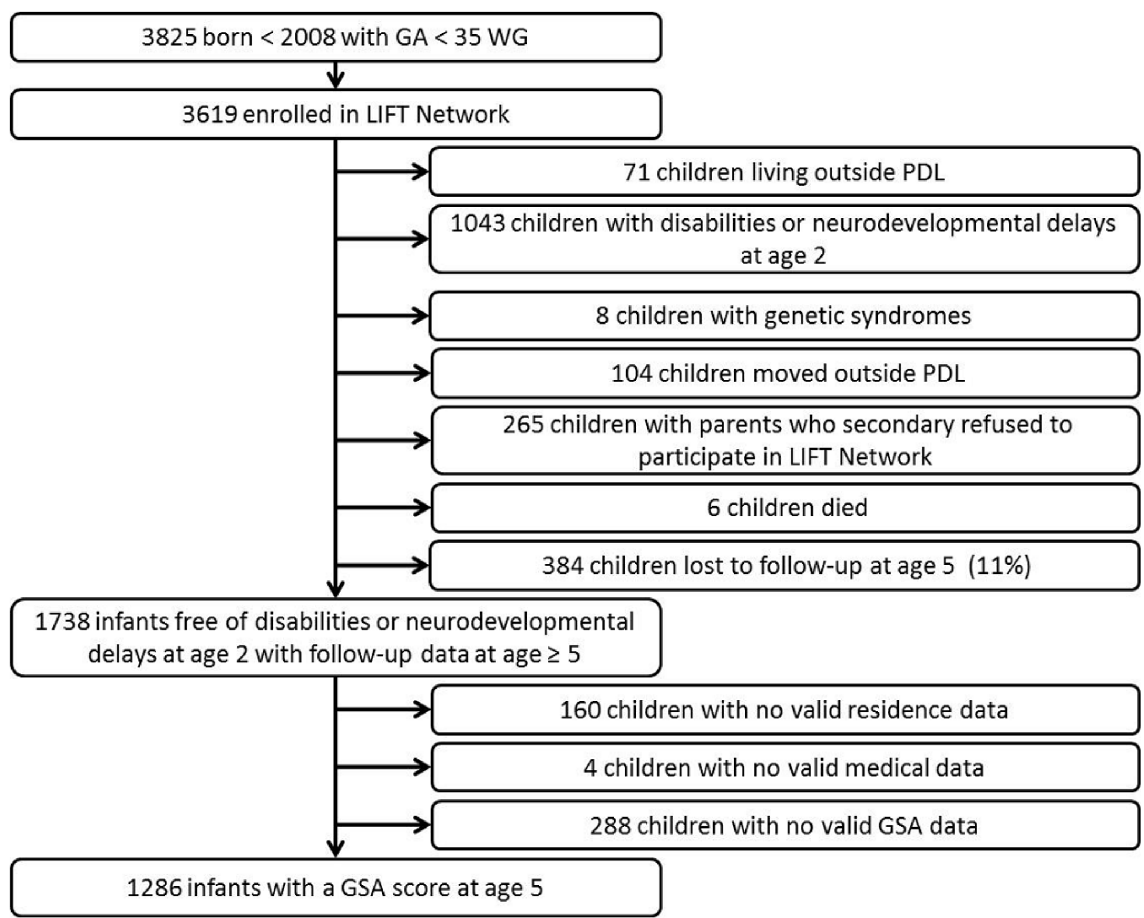 3825 born < 2008 with GA < 35 WG
3619 enrolled in LIFT Network
71 children living outside PDL
1043 children with disabilities or neurodevelopmental delays
at age 2
8 children with genetic syndromes
104 children moved outside PDL
265 children with parents who secondary refused to
participate in LIFT Network
6 children died
384 children lost to follow-up at age 5 (11%)
1738 infants free of disabilities or neurodevelopmental
delays at age 2 with follow-up data at age ≥ 5
160 children with no valid residence data
4 children with no valid medical data
288 children with no valid GSA data
1286 infants with a GSA score at age 5